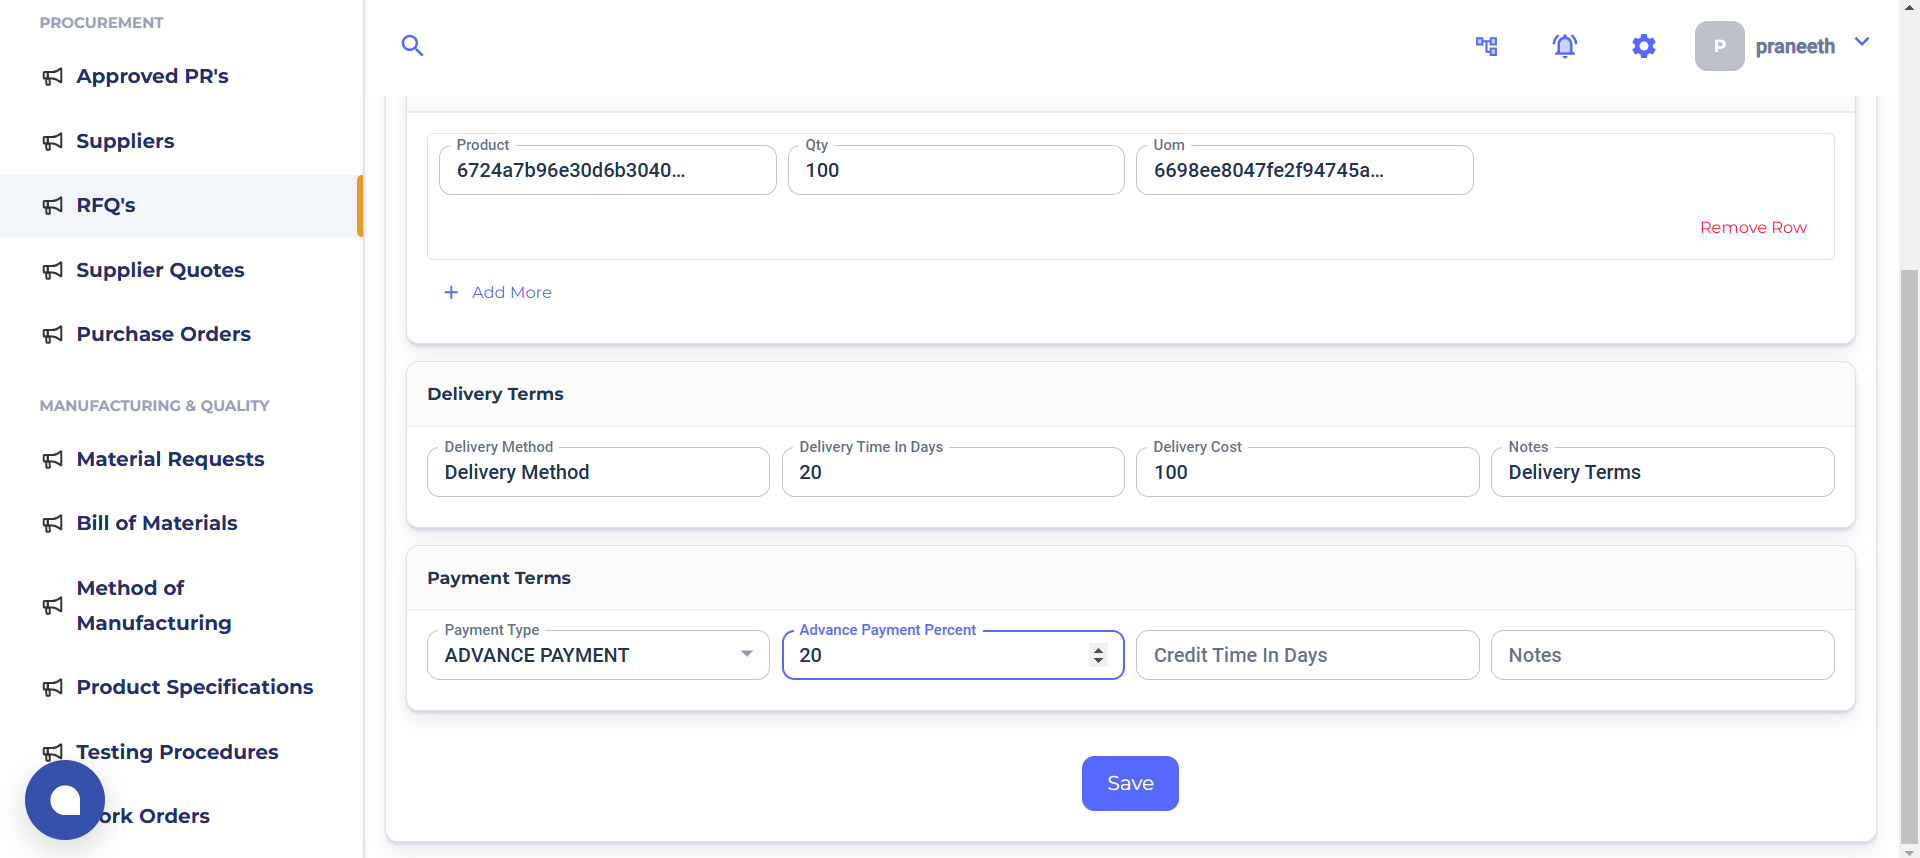 PROCUREMENT
Approved PR's
Suppliers
RFQ's
Supplier Quotes
Purchase Orders
MANUFACTURING & QUALITY
Material Requests
Bill of Materials
Method of
Manufacturing
Product Specifications
Testing Procedures
ork Orders
P
praneeth
Product
6724a7b96e30d6b3040...
Qty
100
Uom
6698ee8047fe2f94745a...
Remove Row
+ Add More
Delivery Terms
Delivery Method
Delivery Method
Delivery Time In Days
20
Delivery Cost
100
Notes
Delivery Terms
Payment Terms
Payment Type
ADVANCE PAYMENT
Advance Payment Percent
20
Credit Time In Days
Notes
Save